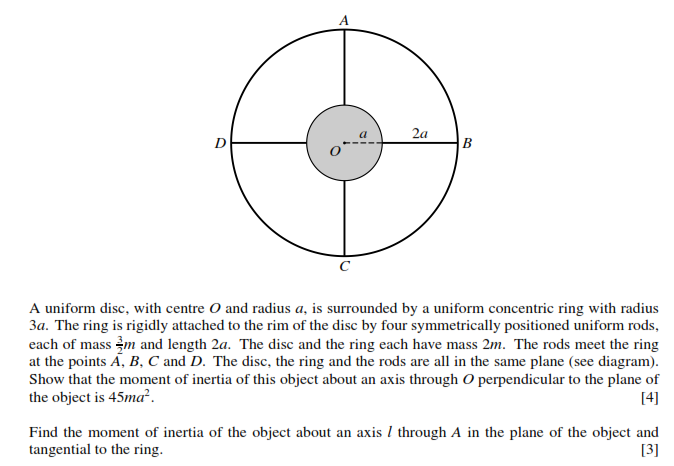 A
a
2a
D
O
B
C
A uniform disc, with centre O and radius a, is surrounded by a uniform concentric ring with radius
3a. The ring is rigidly attached to the rim of the disc by four symmetrically positioned uniform rods,
each of mass 3/2 m and length 2a. The disc and the ring each have mass 2m. The rods meet the ring
at the points A, B, C and D. The disc, the ring and the rods are all in the same plane (see diagram).
Show that the moment of inertia of this object about an axis through O perpendicular to the plane of
the object is 45ma². [4]
Find the moment of inertia of the object about an axis l through A in the plane of the object and
tangential to the ring. [3]